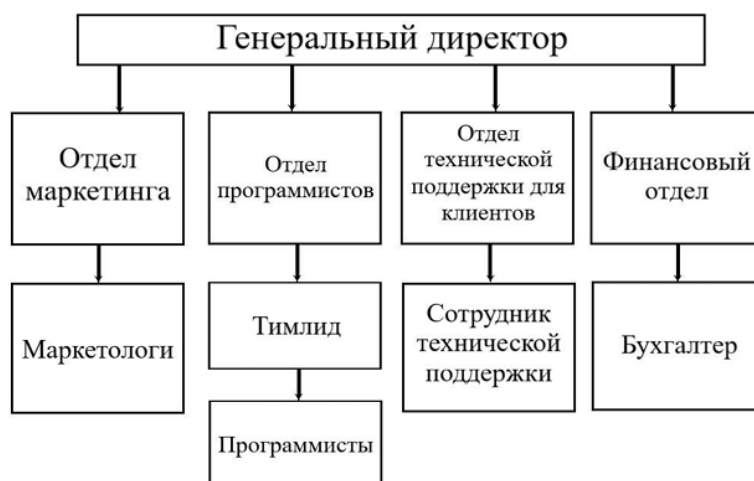 Генеральный директор
Отдел
маркетинга
Отдел
программистов
Отдел
технической
поддержки для
клиентов
Финансовый
отдел
Маркетологи
Тимлид
Сотрудник
технической
поддержки
Бухгалтер
Программисты